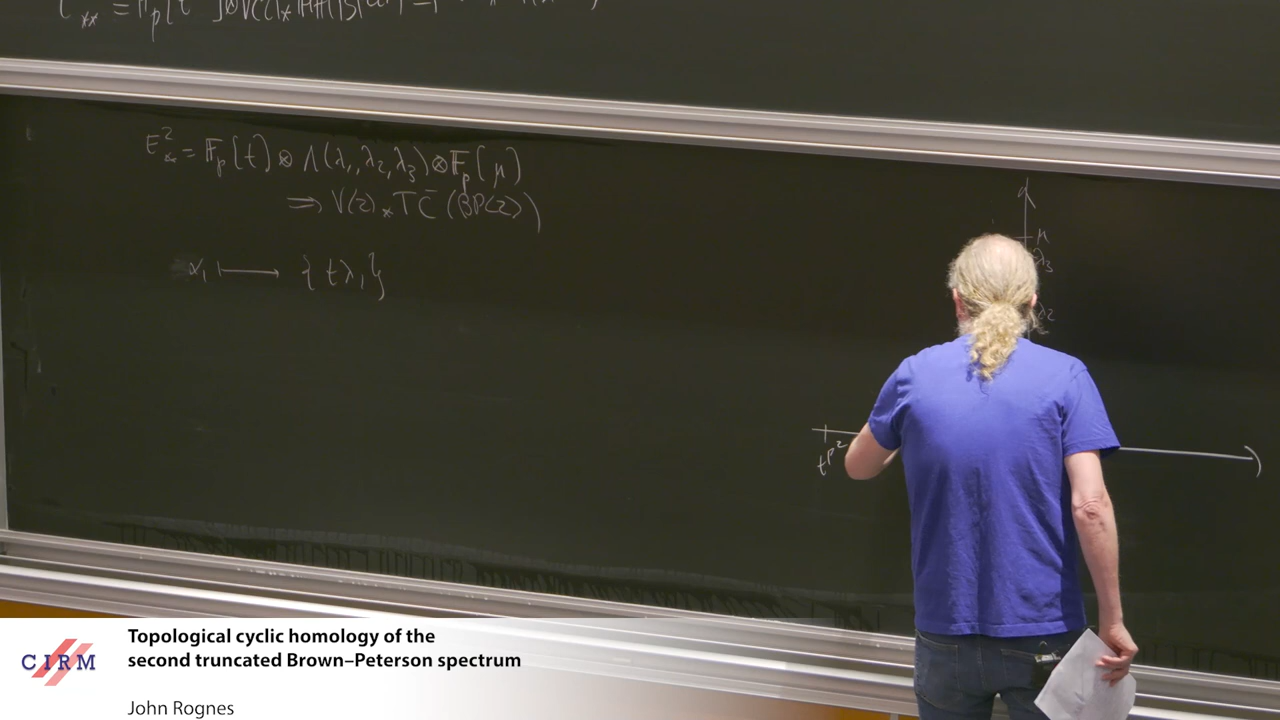 E²** = 𝔽p[t] ⊗ Λ(λ₁, λ₂, λ₃) ⊗ 𝔽p[μ]
⟹ V(2)* TC⁻(BP⟨2⟩)
α₁ ⟼ {tλ₁}
μ
λ₃
λ₂
t^p²
CIRM
Topological cyclic homology of the
second truncated Brown–Peterson spectrum
John Rognes